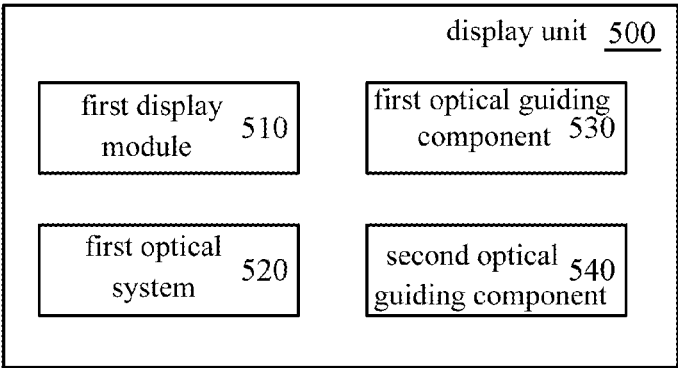 display unit 500
first display
module 510
first optical guiding
component 530
first optical
system 520
second optical
guiding component 540